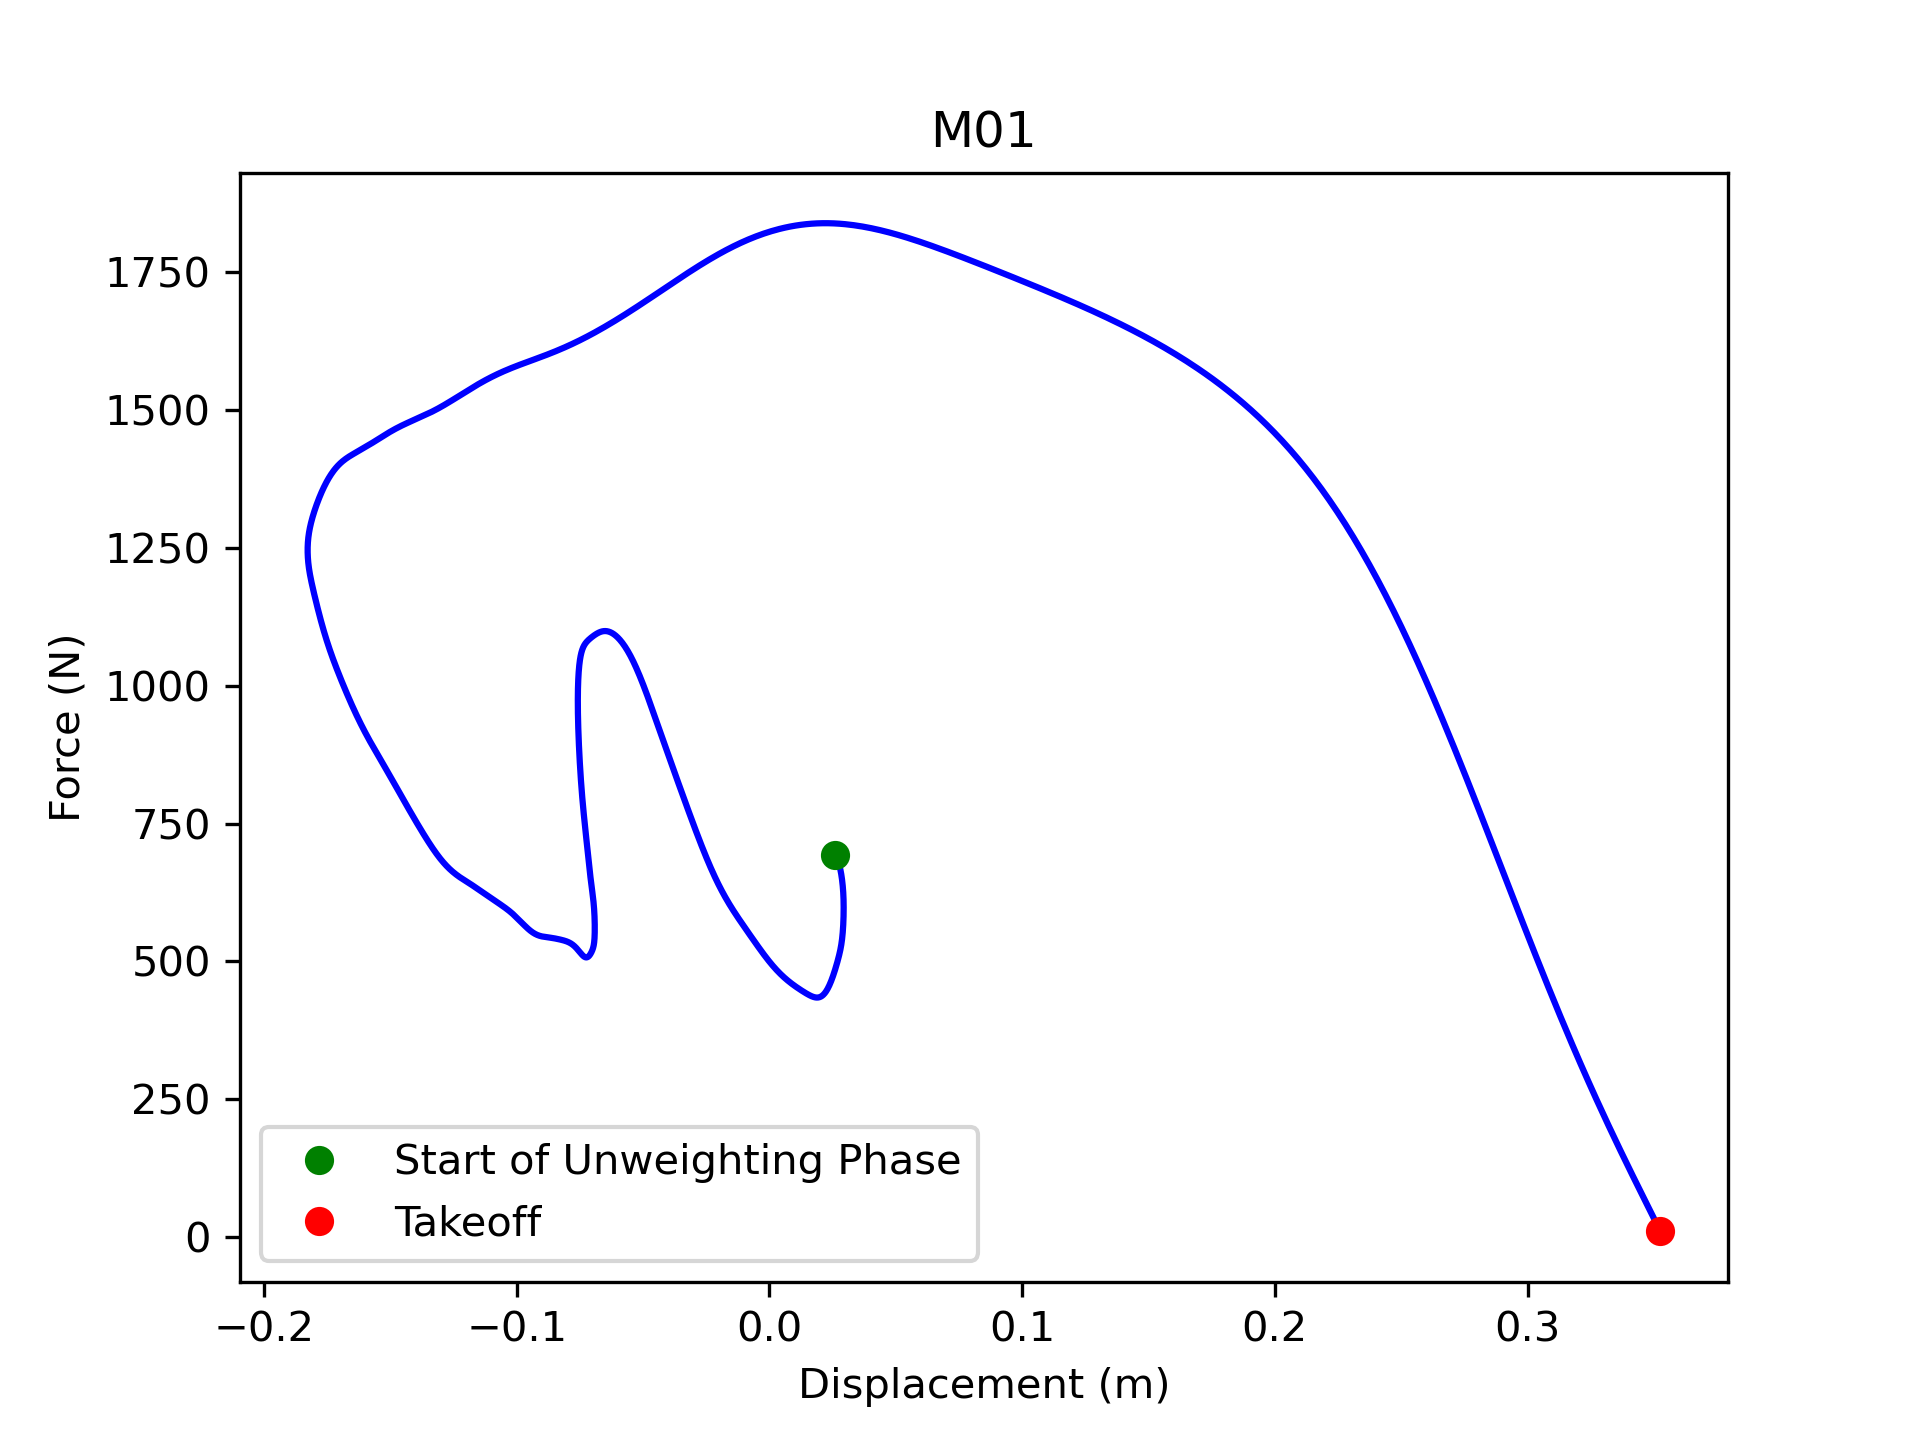 M01
Force (N)
1750
1500
1250
1000
750
500
250
0
Start of Unweighting Phase
Takeoff
−0.2 −0.1 0.0 0.1 0.2 0.3
Displacement (m)